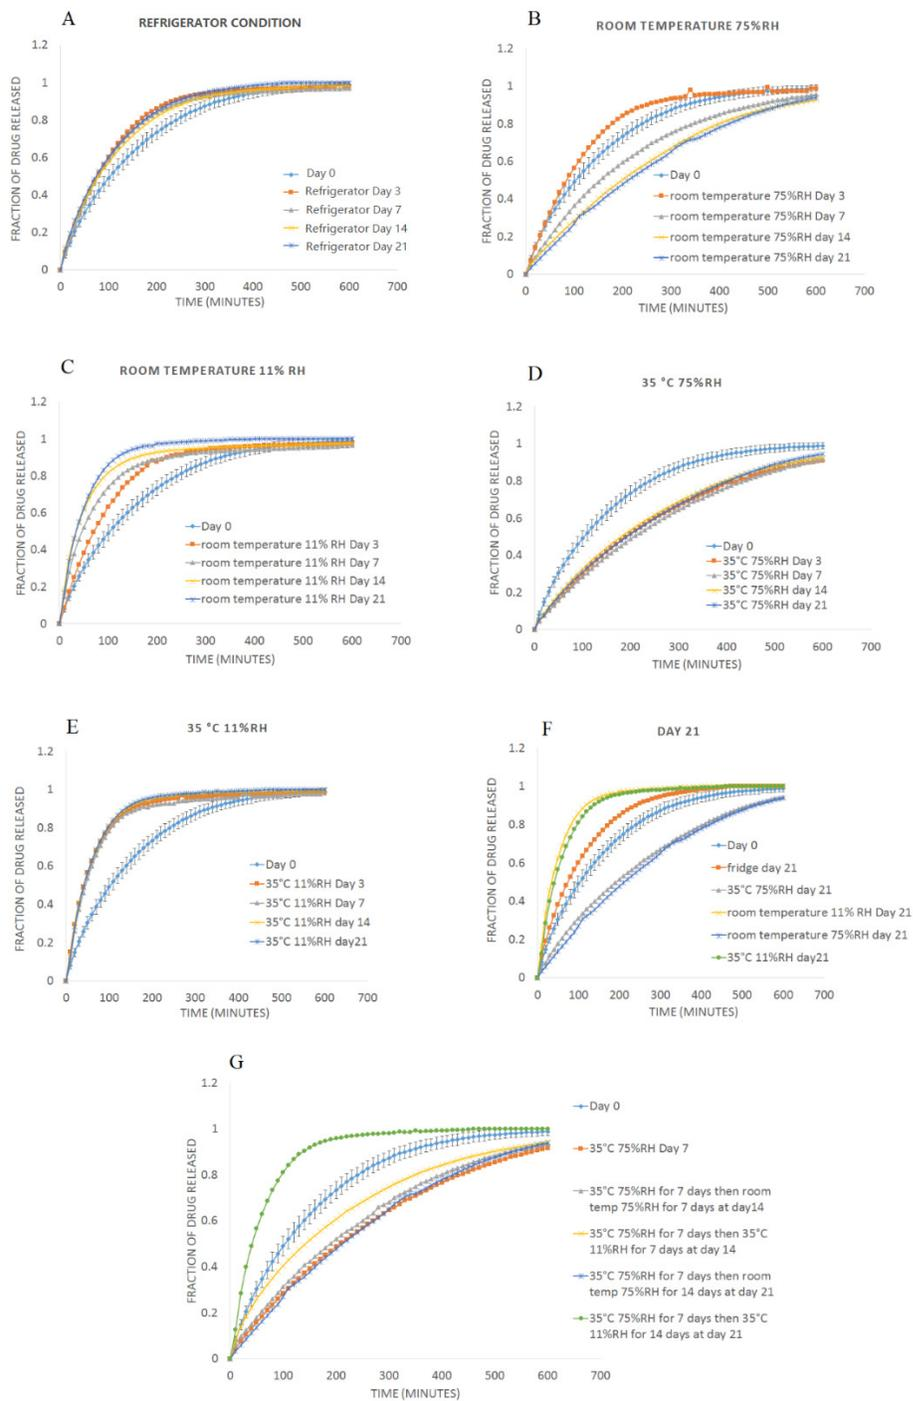 A
REFRIGERATOR CONDITION
1.2
1
0.8
0.6
0.4
0.2
0
FRACTION OF DRUG RELEASED
Day 0
Refrigerator Day 3
Refrigerator Day 7
Refrigerator Day 14
Refrigerator Day 21
0 100 200 300 400 500 600 700
TIME (MINUTES)
B
ROOM TEMPERATURE 75%RH
1.2
1
0.8
0.6
0.4
0.2
0
FRACTION OF DRUG RELEASED
Day 0
room temperature 75%RH Day 3
room temperature 75%RH Day 7
room temperature 75%RH day 14
room temperature 75%RH day 21
0 100 200 300 400 500 600 700
TIME (MINUTES)
C
ROOM TEMPERATURE 11% RH
1.2
1
0.8
0.6
0.4
0.2
0
FRACTION OF DRUG RELEASED
Day 0
room temperature 11% RH Day 3
room temperature 11% RH Day 7
room temperature 11% RH Day 14
room temperature 11% RH Day 21
0 100 200 300 400 500 600 700
TIME (MINUTES)
D
35 °C 75%RH
1.2
1
0.8
0.6
0.4
0.2
0
FRACTION OF DRUG RELEASED
Day 0
35°C 75%RH Day 3
35°C 75%RH Day 7
35°C 75%RH day 14
35°C 75%RH day 21
0 100 200 300 400 500 600 700
TIME (MINUTES)
E
35 °C 11%RH
1.2
1
0.8
0.6
0.4
0.2
0
FRACTION OF DRUG RELEASED
Day 0
35°C 11%RH Day 3
35°C 11%RH Day 7
35°C 11%RH day 14
35°C 11%RH day21
0 100 200 300 400 500 600 700
TIME (MINUTES)
F
DAY 21
1.2
1
0.8
0.6
0.4
0.2
0
FRACTION OF DRUG RELEASED
Day 0
fridge day 21
35°C 75%RH day 21
room temperature 11% RH Day 21
room temperature 75%RH day 21
35°C 11%RH day21
0 100 200 300 400 500 600 700
TIME (MINUTES)
G
1.2
1
0.8
0.6
0.4
0.2
0
FRACTION OF DRUG RELEASED
Day 0
35°C 75%RH Day 7
35°C 75%RH for 7 days then room
temp 75%RH for 7 days at day14
35°C 75%RH for 7 days then 35°C
11%RH for 7 days at day 14
35°C 75%RH for 7 days then room
temp 75%RH for 14 days at day 21
35°C 75%RH for 7 days then 35°C
11%RH for 14 days at day 21
0 100 200 300 400 500 600 700
TIME (MINUTES)